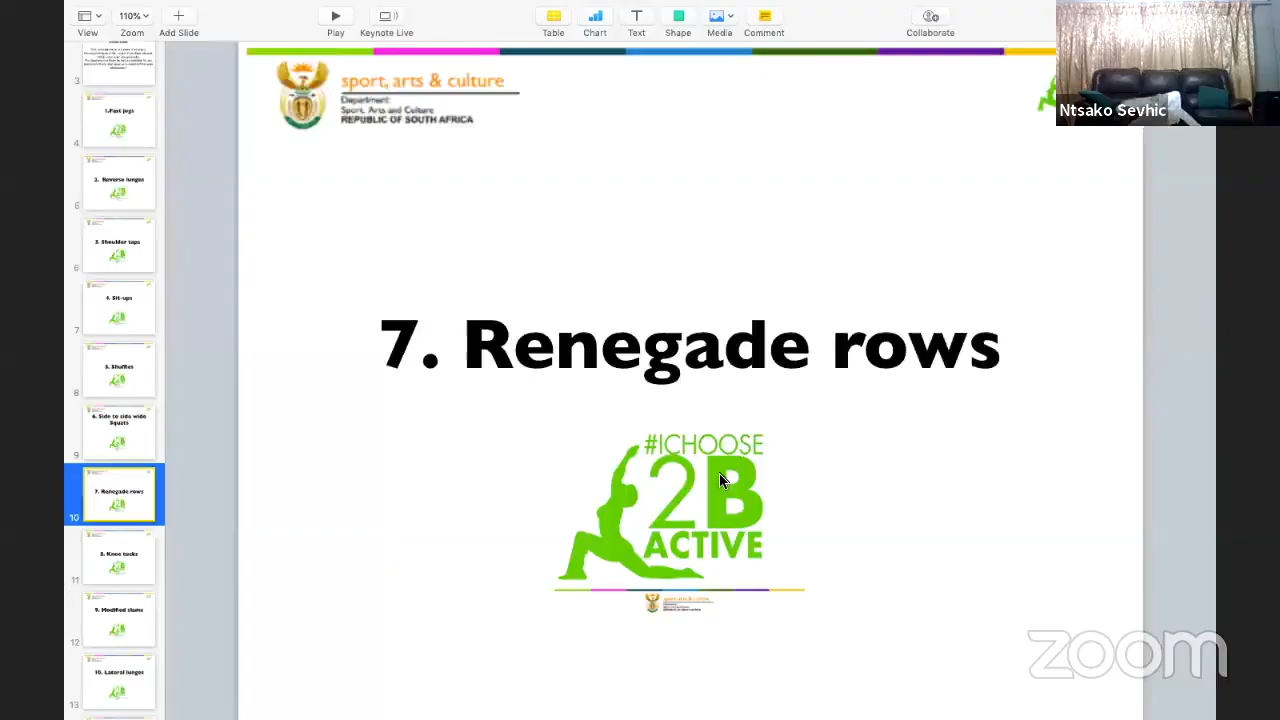 View
110%
Zoom
Add Slide
Play
Keynote Live
Table
Chart
Text
Shape
Media
Comment
Collaborate
Ntsako Sevhic
sport, arts & culture
Department:
Sport, Arts and Culture
REPUBLIC OF SOUTH AFRICA
7. Renegade rows
#ICHOOSE
2B
ACTIVE
zoom
3
1.Fast jogs
4
2. Reverse lunges
3. Shoulder taps
6
4. Sit-ups
7
5. Shuffles
8
6. Side to side wide
Squats
9
7. Renegade rows
10
8. Knee tucks
11
9. Modified slams
12
10. Lateral lunges
13